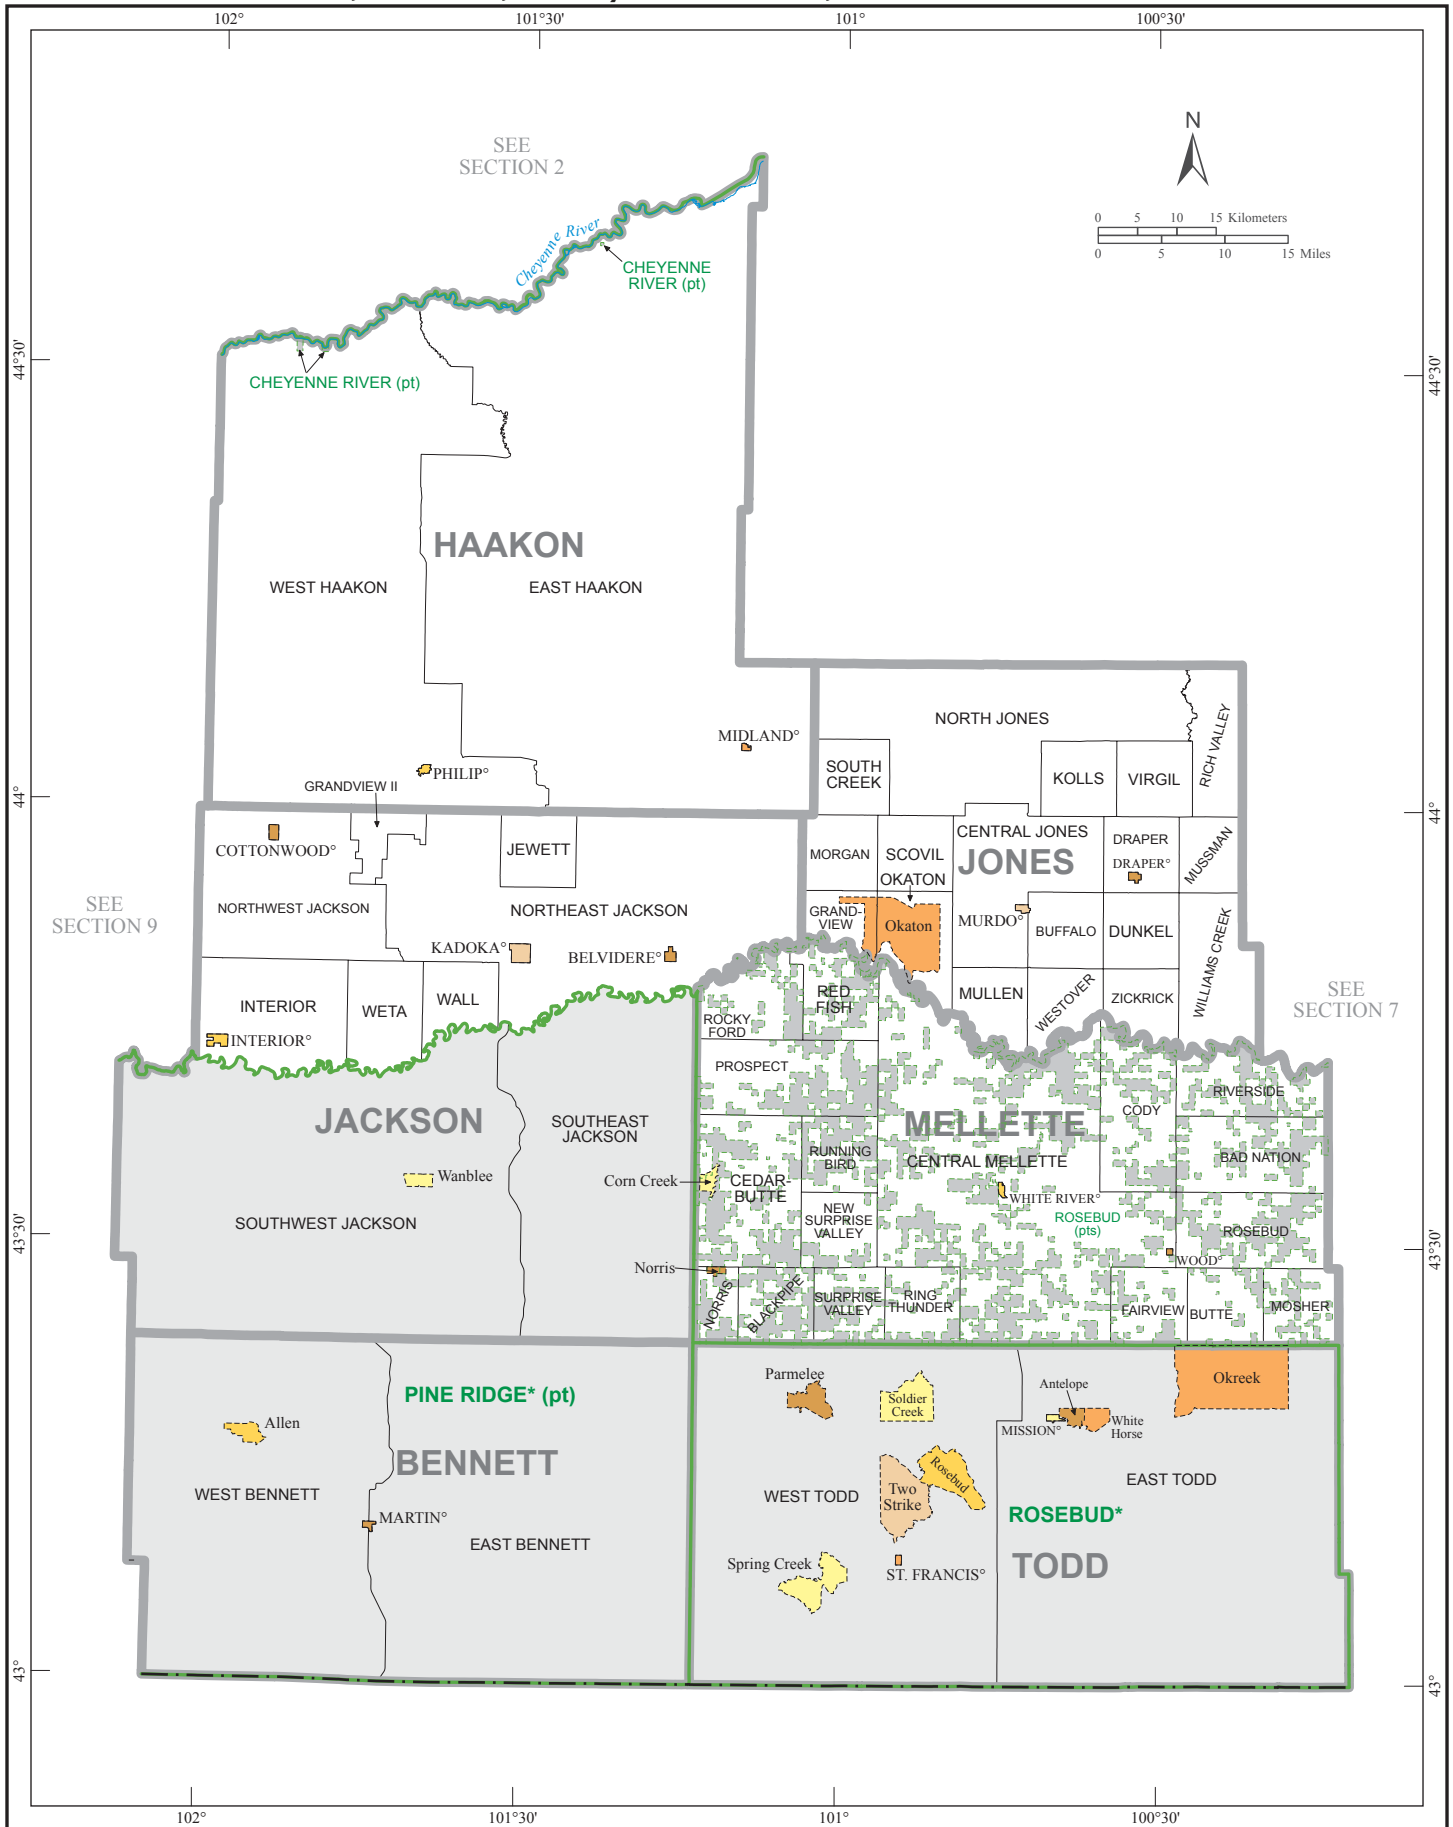 102°
101°30'
101°
100°30'
N
SEE
SECTION 2
0 5 10 15 Kilometers
0 5 10 15 Miles
Cheyenne River
CHEYENNE
RIVER (pt)
44°30'
44°30'
CHEYENNE RIVER (pt)
HAAKON
WEST HAAKON
EAST HAAKON
NORTH JONES
RICH VALLEY
MIDLAND°
SOUTH
CREEK
KOLLS
VIRGIL
PHILIP°
GRANDVIEW II
44°
44°
COTTONWOOD°
JEWETT
MORGAN
SCOVIL
OKATON
CENTRAL JONES
JONES
DRAPER
DRAPER°
MUSSMAN
SEE
SECTION 9
NORTHWEST JACKSON
NORTHEAST JACKSON
GRAND-
VIEW
Okaton
MURDO°
BUFFALO
DUNKEL
WILLIAMS CREEK
KADOKA°
BELVIDERE°
INTERIOR
WETA
WALL
RED
FISH
MULLEN
WESTOVER
ZICKRICK
SEE
SECTION 7
INTERIOR°
ROCKY
FORD
PROSPECT
RIVERSIDE
JACKSON
SOUTHEAST
JACKSON
MELLETTE
CODY
Wanblee
Corn Creek
CEDAR-
BUTTE
RUNNING
BIRD
CENTRAL MELLETTE
BAD NATION
WHITE RIVER°
SOUTHWEST JACKSON
NEW
SURPRISE
VALLEY
ROSEBUD
(pts)
ROSEBUD
43°30'
43°30'
WOOD°
Norris
NORRIS
BLACKPIPE
SURPRISE
VALLEY
RING
THUNDER
FAIRVIEW
BUTTE
MOSHER
PINE RIDGE* (pt)
Parmelee
Soldier
Creek
Antelope
Okreek
Allen
MISSION°
White
Horse
BENNETT
WEST BENNETT
WEST TODD
Two
Strike
Rosebud
EAST TODD
MARTIN°
ROSEBUD*
EAST BENNETT
Spring Creek
ST. FRANCIS°
TODD
43°
43°
102°
101°30'
101°
100°30'